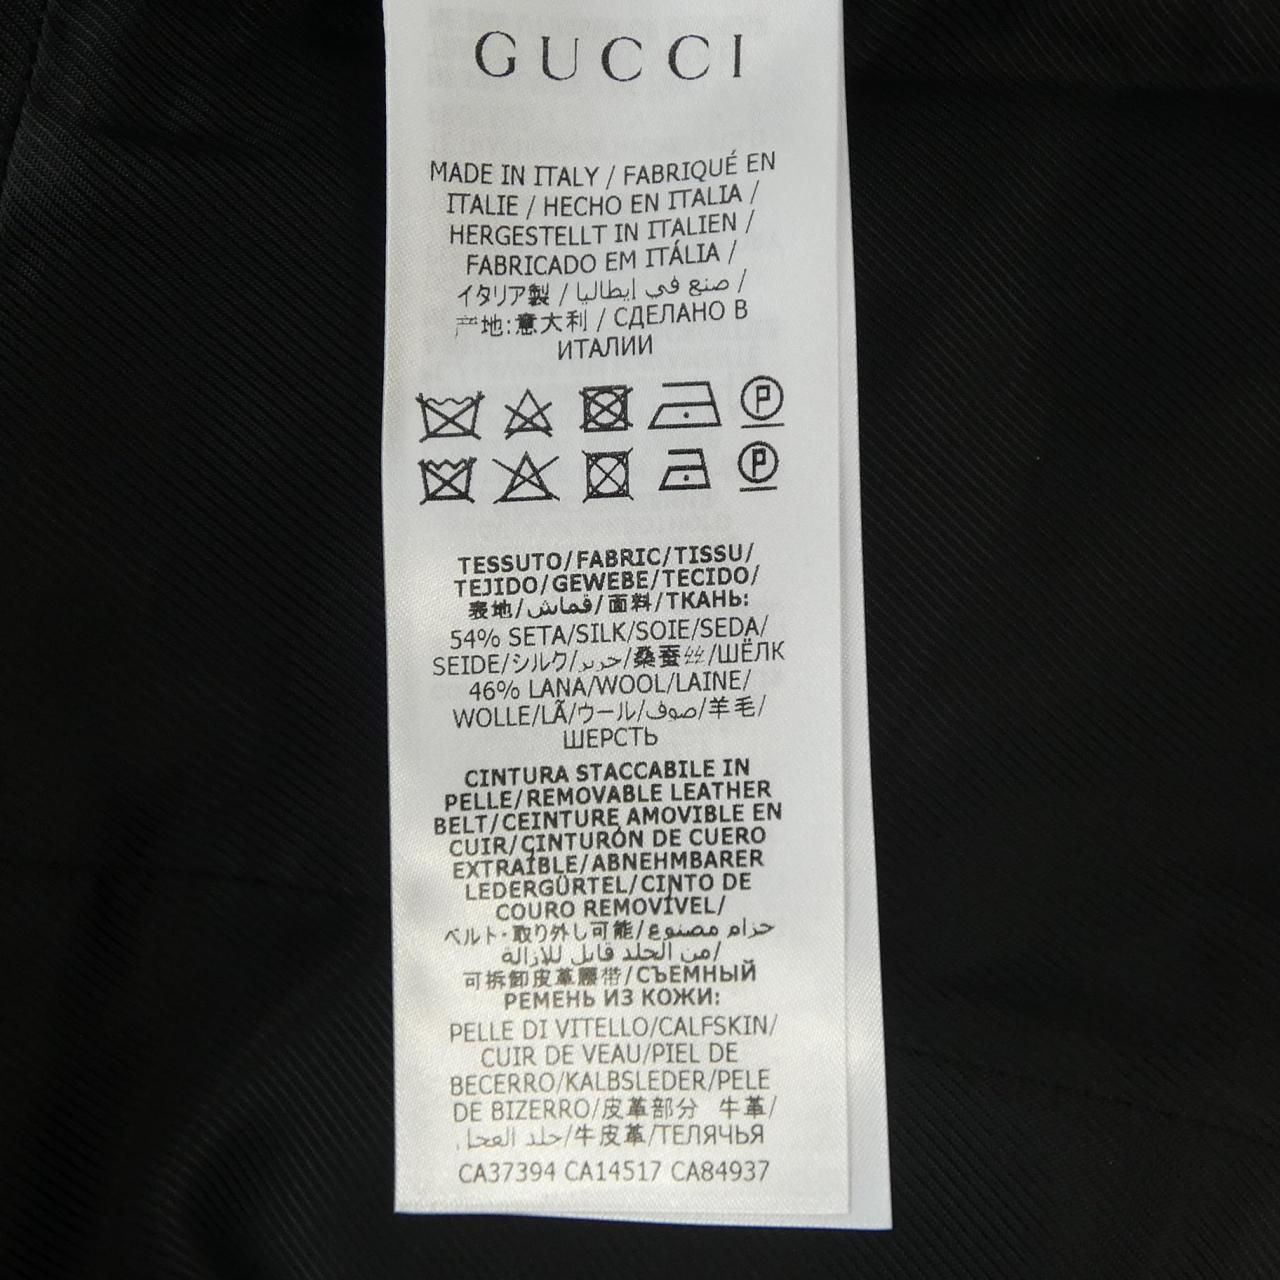 GUCCI
MADE IN ITALY / FABRIQUÉ EN
ITALIE / HECHO EN ITALIA /
HERGESTELLT IN ITALIEN /
FABRICADO EM ITÁLIA /
イタリア製 / صنع في إيطاليا /
产地:意大利 / СДЕЛАНО В
ИТАЛИИ
P
P
TESSUTO/FABRIC/TISSU/
TEJIDO/GEWEBE/TECIDO/
表地/قماش/面料/ТКАНЬ:
54% SETA/SILK/SOIE/SEDA/
SEIDE/シルク/حرير/桑蚕丝/ШЁЛК
46% LANA/WOOL/LAINE/
WOLLE/LÃ/ウール/صوف/羊毛/
ШЕРСТЬ
CINTURA STACCABILE IN
PELLE/REMOVABLE LEATHER
BELT/CEINTURE AMOVIBLE EN
CUIR/CINTURÓN DE CUERO
EXTRAÍBLE/ABNEHMBARER
LEDERGÜRTEL/CINTO DE
COURO REMOVÍVEL/
ベルト・取り外し可能/حزام مصنوع
من الجلد قابل للإزالة/
可拆卸皮革腰带/СЪЕМНЫЙ
РЕМЕНЬ ИЗ КОЖИ:
PELLE DI VITELLO/CALFSKIN/
CUIR DE VEAU/PIEL DE
BECERRO/KALBSLEDER/PELE
DE BIZERRO/皮革部分 牛革/
جلد العجل/牛皮革/ТЕЛЯЧЬЯ
CA37394 CA14517 CA84937